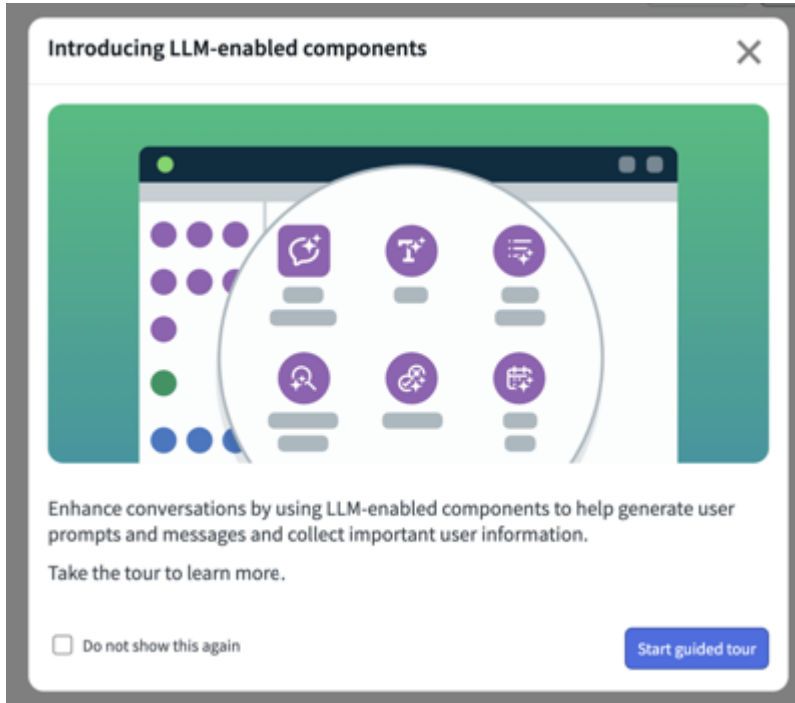 Introducing LLM-enabled components
Enhance conversations by using LLM-enabled components to help generate user
prompts and messages and collect important user information.
Take the tour to learn more.
Do not show this again
Start guided tour